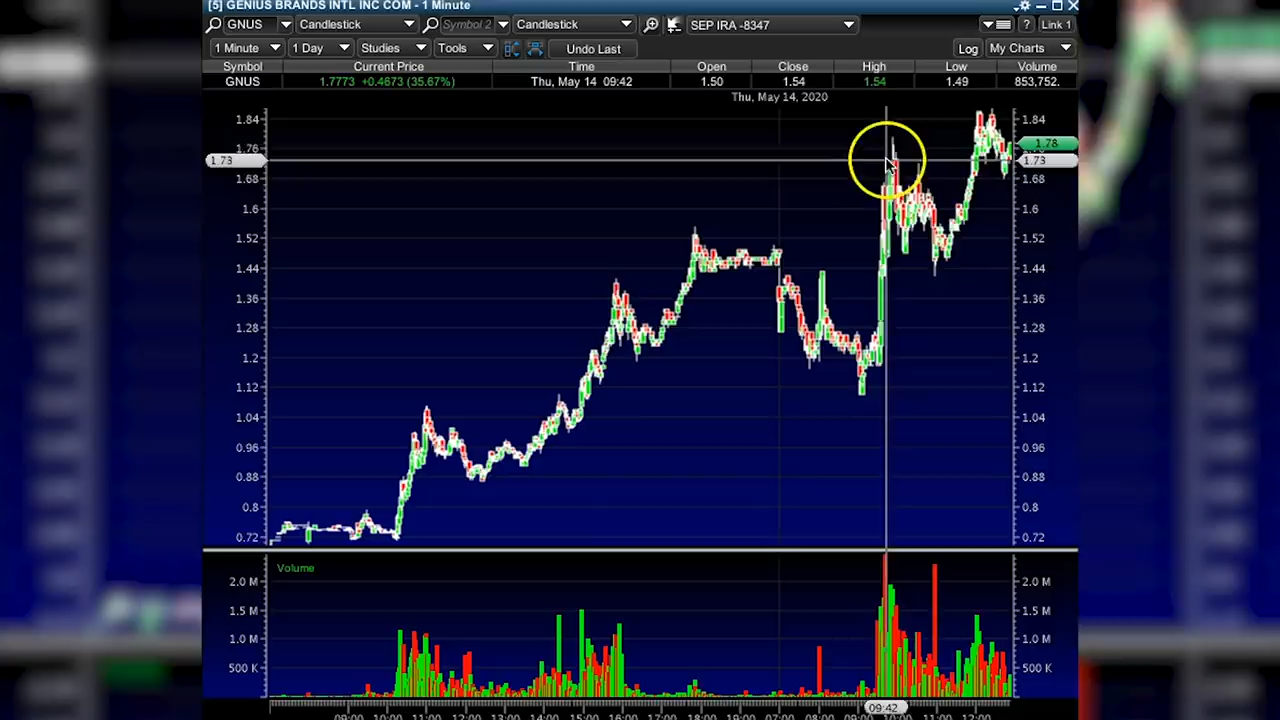 [5] GENIUS BRANDS INTL INC COM - 1 Minute
GNUS Candlestick Symbol 2 Candlestick SEP IRA -8347 ? Link 1
1 Minute 1 Day Studies Tools Undo Last Log My Charts
Symbol Current Price Time Open Close High Low Volume
GNUS 1.7773 +0.4673 (35.67%) Thu, May 14 09:42 1.50 1.54 1.54 1.49 853,752.
Thu, May 14, 2020
1.84 1.84
1.76 1.78
1.73 1.73
1.68 1.68
1.6 1.6
1.52 1.52
1.44 1.44
1.36 1.36
1.28 1.28
1.2 1.2
1.12 1.12
1.04 1.04
0.96 0.96
0.88 0.88
0.8 0.8
0.72 0.72
Volume
2.0 M 2.0 M
1.5 M 1.5 M
1.0 M 1.0 M
500 K 500 K
09:42
09:00 10:00 11:00 12:00 13:00 14:00 15:00 16:00 17:00 18:00 19:00 07:00 08:00 09:00 10:00 11:00 12:00